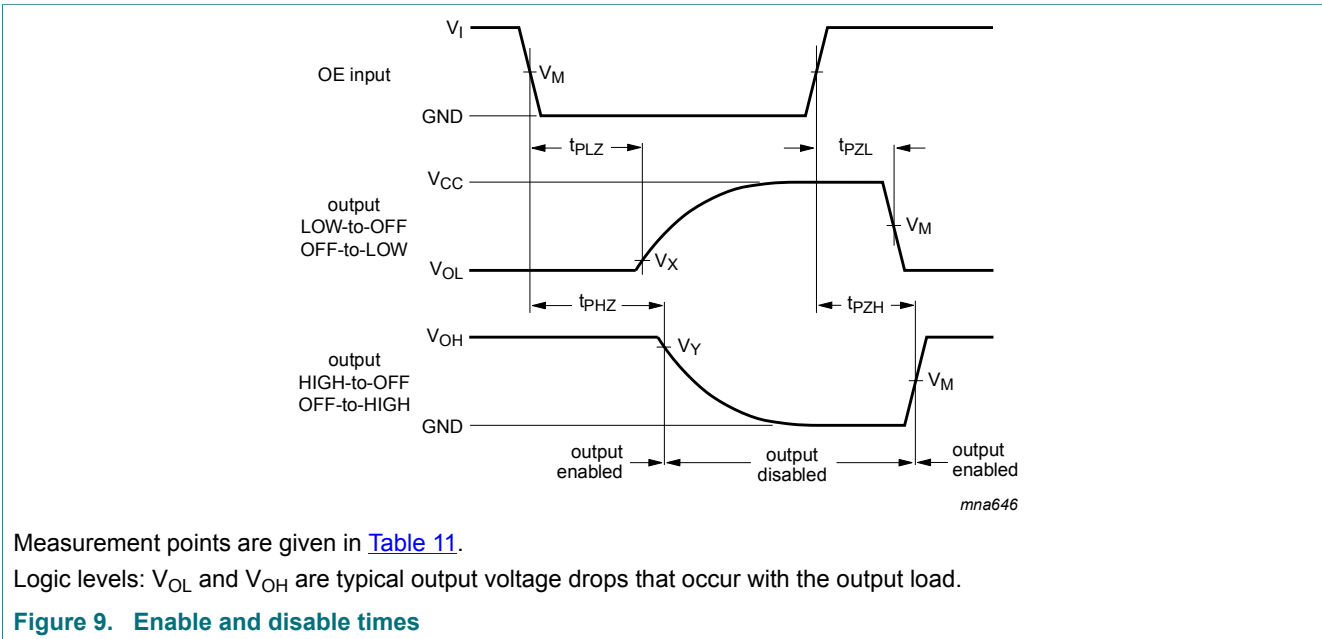 V_I
OE input
V_M
GND
t_PLZ
t_PZL
V_CC
output
LOW-to-OFF
OFF-to-LOW
V_M
V_X
V_OL
t_PHZ
t_PZH
V_OH
V_Y
output
HIGH-to-OFF
OFF-to-HIGH
V_M
GND
output
enabled
output
disabled
output
enabled
mna646
Measurement points are given in Table 11.
Logic levels: V_OL and V_OH are typical output voltage drops that occur with the output load.
Figure 9. Enable and disable times